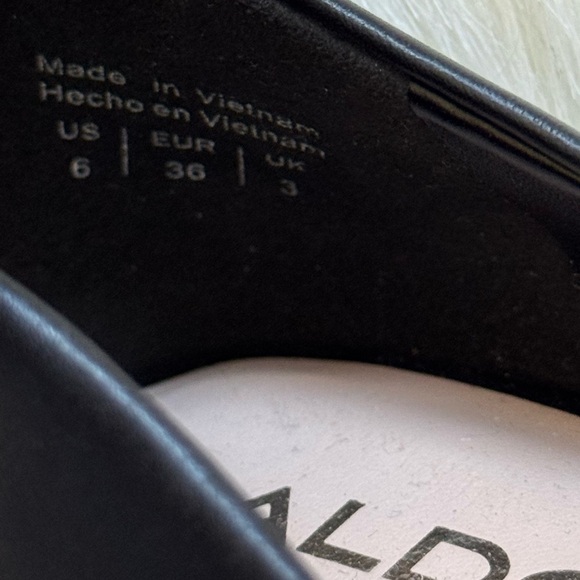 Made in Vietnam
Hecho en Vietnam
US | EUR | UK
6 | 36 | 3
ALDO